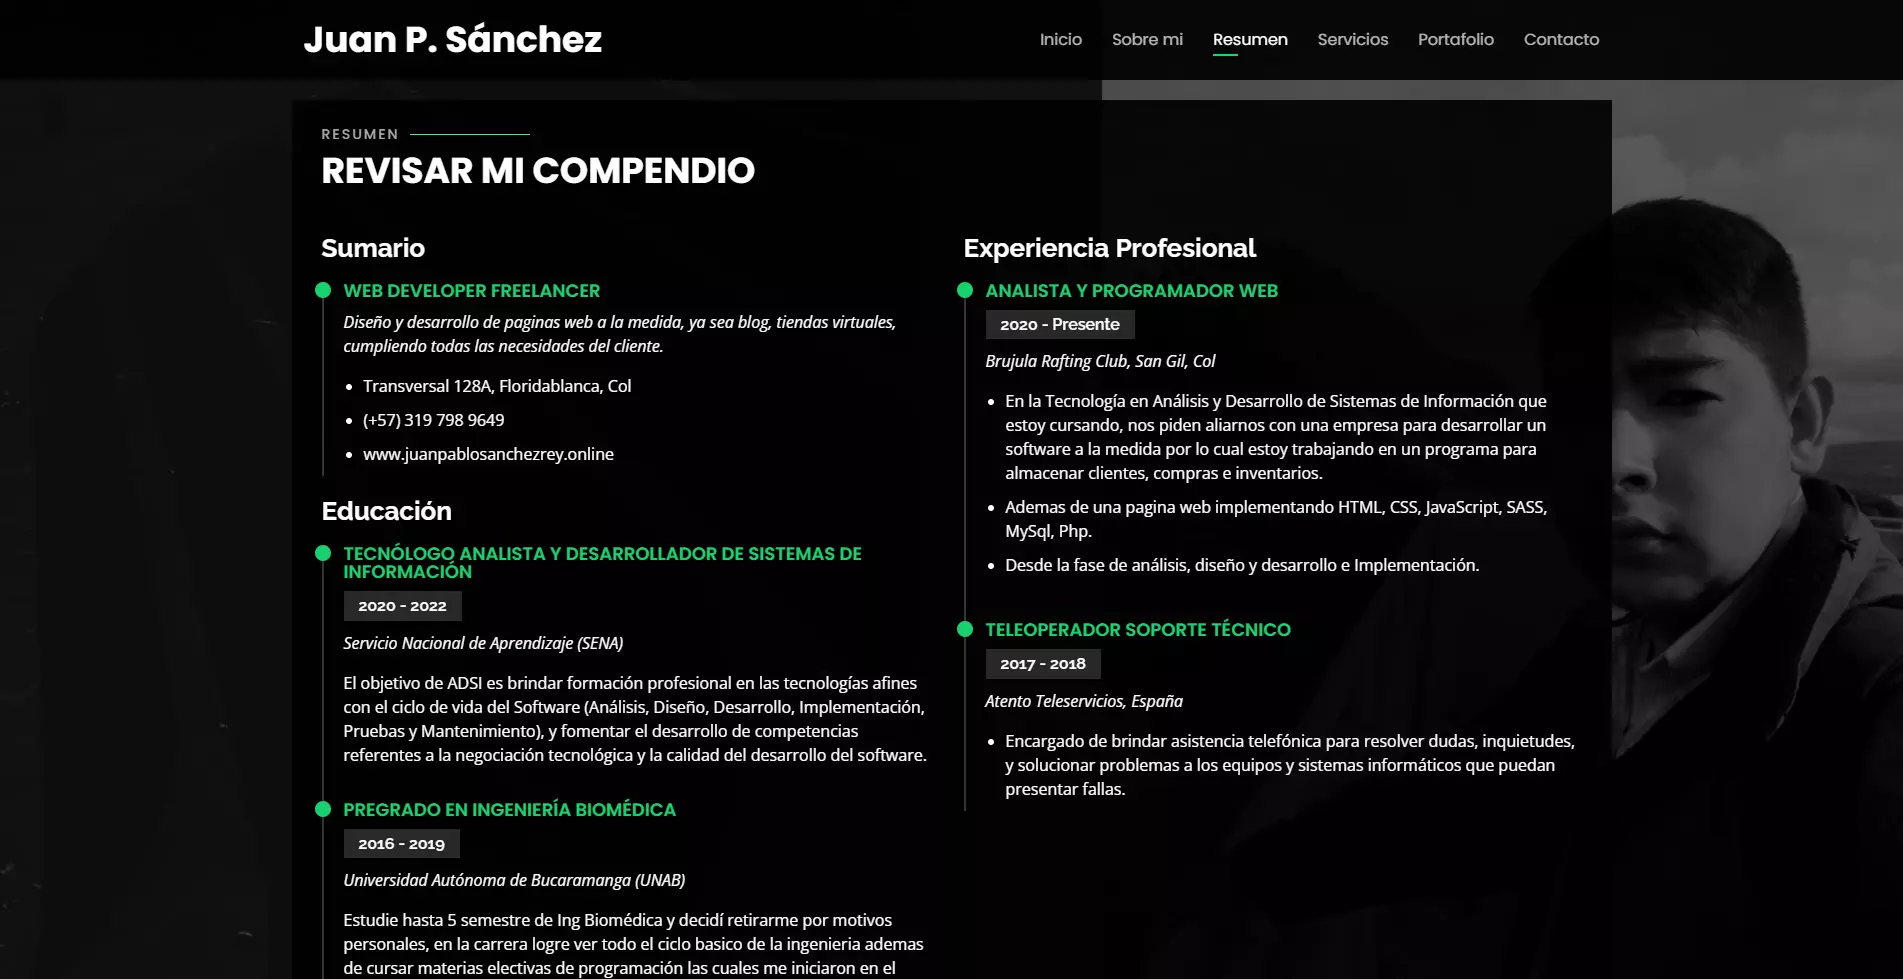 Juan P. Sánchez
Inicio
Sobre mi
Resumen
Servicios
Portafolio
Contacto
RESUMEN
REVISAR MI COMPENDIO
Sumario
WEB DEVELOPER FREELANCER
Diseño y desarrollo de paginas web a la medida, ya sea blog, tiendas virtuales,
cumpliendo todas las necesidades del cliente.
Transversal 128A, Floridablanca, Col
(+57) 319 798 9649
www.juanpablosanchezrey.online
Educación
TECNÓLOGO ANALISTA Y DESARROLLADOR DE SISTEMAS DE
INFORMACIÓN
2020 - 2022
Servicio Nacional de Aprendizaje (SENA)
El objetivo de ADSI es brindar formación profesional en las tecnologías afines
con el ciclo de vida del Software (Análisis, Diseño, Desarrollo, Implementación,
Pruebas y Mantenimiento), y fomentar el desarrollo de competencias
referentes a la negociación tecnológica y la calidad del desarrollo del software.
PREGRADO EN INGENIERÍA BIOMÉDICA
2016 - 2019
Universidad Autónoma de Bucaramanga (UNAB)
Estudie hasta 5 semestre de Ing Biomédica y decidí retirarme por motivos
personales, en la carrera logre ver todo el ciclo basico de la ingenieria ademas
de cursar materias electivas de programación las cuales me iniciaron en el
Experiencia Profesional
ANALISTA Y PROGRAMADOR WEB
2020 - Presente
Brujula Rafting Club, San Gil, Col
En la Tecnología en Análisis y Desarrollo de Sistemas de Información que
estoy cursando, nos piden aliarnos con una empresa para desarrollar un
software a la medida por lo cual estoy trabajando en un programa para
almacenar clientes, compras e inventarios.
Ademas de una pagina web implementando HTML, CSS, JavaScript, SASS,
MySql, Php.
Desde la fase de análisis, diseño y desarrollo e Implementación.
TELEOPERADOR SOPORTE TÉCNICO
2017 - 2018
Atento Teleservicios, España
Encargado de brindar asistencia telefónica para resolver dudas, inquietudes,
y solucionar problemas a los equipos y sistemas informáticos que puedan
presentar fallas.